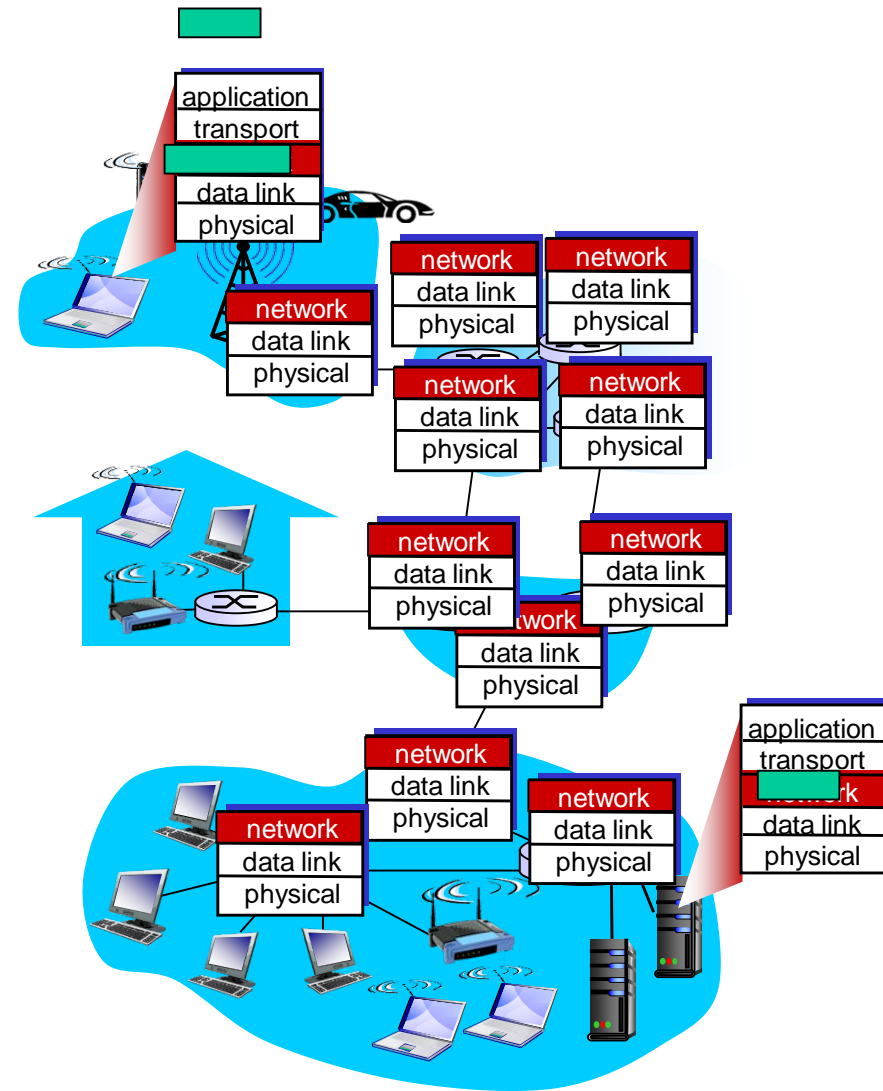 application
transport
data link
physical
network
data link
physical
network
data link
physical
network
data link
physical
network
data link
physical
network
data link
physical
network
data link
physical
network
data link
physical
data link
physical
application
transport
data link
physical
network
data link
physical
network
data link
physical
network
data link
physical